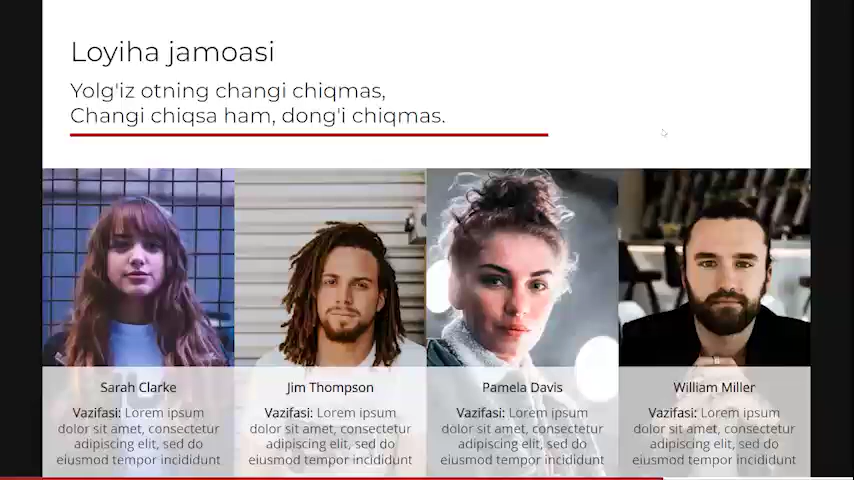 Loyiha jamoasi
Yolg'iz otning changi chiqmas,
Changi chiqsa ham, dong'i chiqmas.
Sarah Clarke
Vazifasi: Lorem ipsum
dolor sit amet, consectetur
adipiscing elit, sed do
eiusmod tempor incididunt
Jim Thompson
Vazifasi: Lorem ipsum
dolor sit amet, consectetur
adipiscing elit, sed do
eiusmod tempor incididunt
Pamela Davis
Vazifasi: Lorem ipsum
dolor sit amet, consectetur
adipiscing elit, sed do
eiusmod tempor incididunt
William Miller
Vazifasi: Lorem ipsum
dolor sit amet, consectetur
adipiscing elit, sed do
eiusmod tempor incididunt